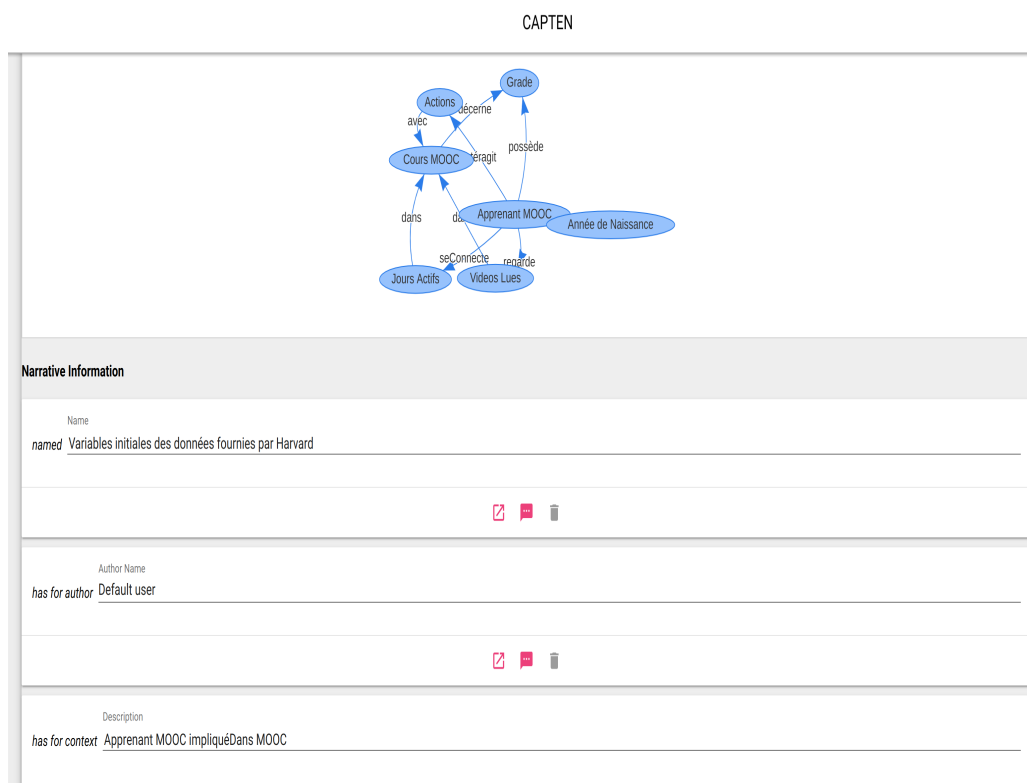 CAPTEN
Grade
Actions
décerne
avec
Cours MOOC
possède
Apprenant MOOC
Année de Naissance
dans
seConnecte
regarde
Jours Actifs
Videos Lues
Narrative Information
Name
named Variables initiales des données fournies par Harvard
Author Name
has for author Default user
Description
has for context Apprenant MOOC impliquéDans MOOC